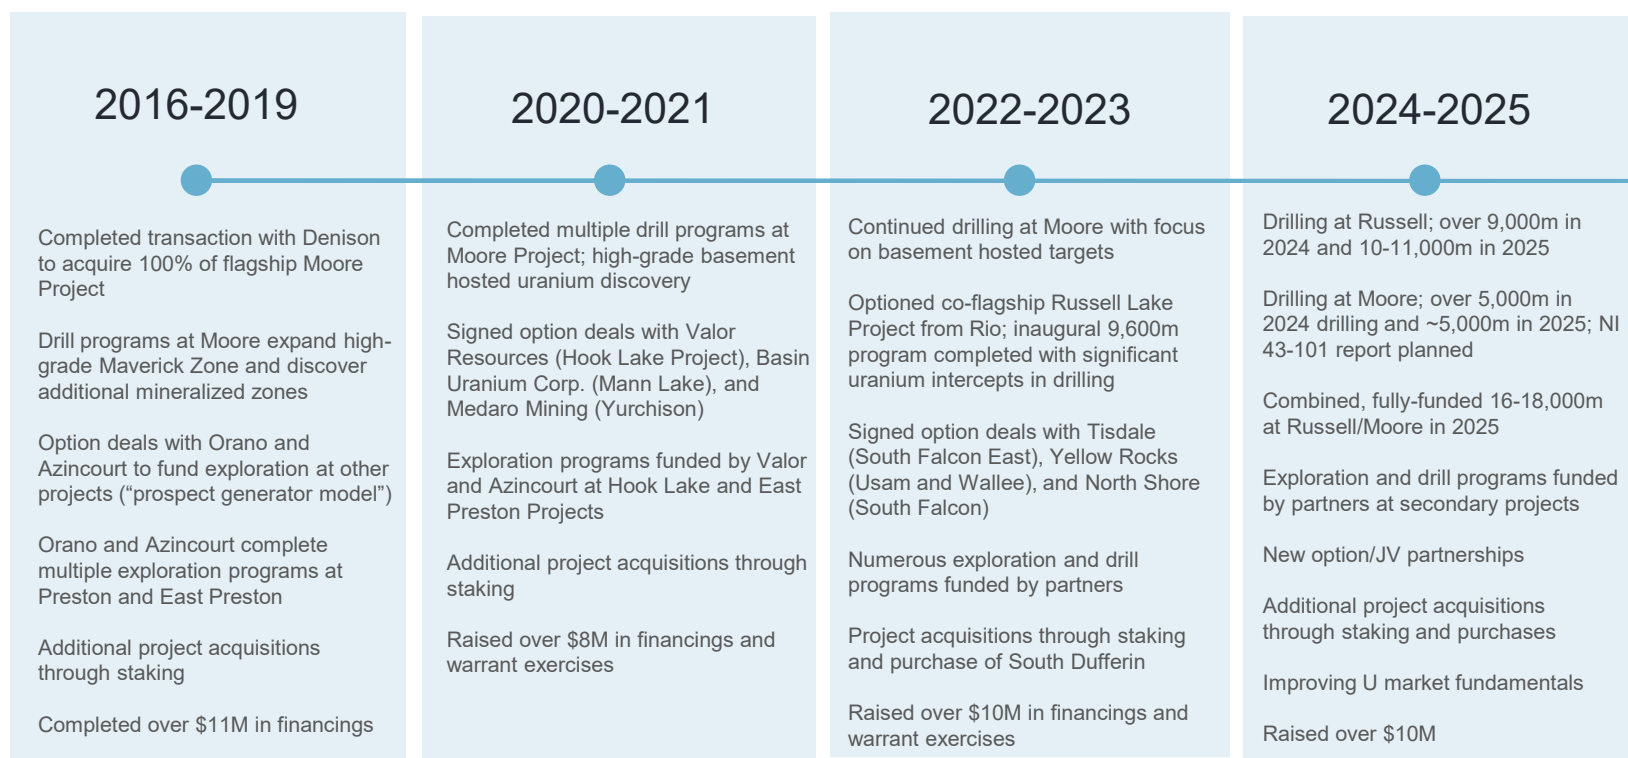 2016-2019
Completed transaction with Denison
to acquire 100% of flagship Moore
Project
Drill programs at Moore expand high-
grade Maverick Zone and discover
additional mineralized zones
Option deals with Orano and
Azincourt to fund exploration at other
projects (“prospect generator model”)
Orano and Azincourt complete
multiple exploration programs at
Preston and East Preston
Additional project acquisitions
through staking
Completed over $11M in financings
2020-2021
Completed multiple drill programs at
Moore Project; high-grade basement
hosted uranium discovery
Signed option deals with Valor
Resources (Hook Lake Project), Basin
Uranium Corp. (Mann Lake), and
Medaro Mining (Yurchison)
Exploration programs funded by Valor
and Azincourt at Hook Lake and East
Preston Projects
Additional project acquisitions through
staking
Raised over $8M in financings and
warrant exercises
2022-2023
Continued drilling at Moore with focus
on basement hosted targets
Optioned co-flagship Russell Lake
Project from Rio; inaugural 9,600m
program completed with significant
uranium intercepts in drilling
Signed option deals with Tisdale
(South Falcon East), Yellow Rocks
(Usam and Wallee), and North Shore
(South Falcon)
Numerous exploration and drill
programs funded by partners
Project acquisitions through staking
and purchase of South Dufferin
Raised over $10M in financings and
warrant exercises
2024-2025
Drilling at Russell; over 9,000m in
2024 and 10-11,000m in 2025
Drilling at Moore; over 5,000m in
2024 drilling and ~5,000m in 2025; NI
43-101 report planned
Combined, fully-funded 16-18,000m
at Russell/Moore in 2025
Exploration and drill programs funded
by partners at secondary projects
New option/JV partnerships
Additional project acquisitions
through staking and purchases
Improving U market fundamentals
Raised over $10M